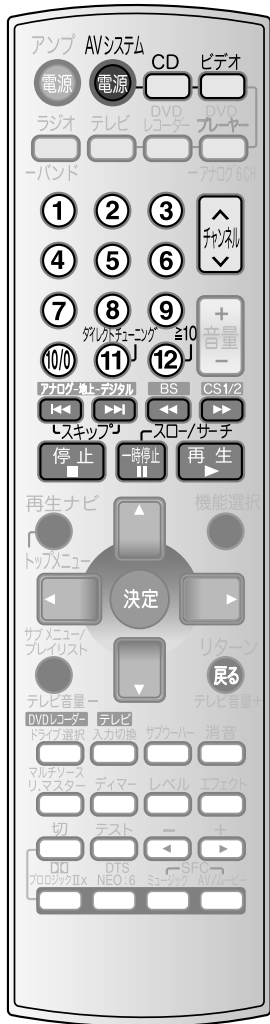 アンプ AVシステム
電源 電源 CD ビデオ
ラジオ テレビ DVDレコーダー DVDプレーヤー
ーバンド ーアナログ6CH
1 2 3
チャンネル
4 5 6
7 8 9 + 音量 −
ダイレクトチューニング ≧10
10/0 11 12
アナログ-地上-デジタル BS CS1/2
スキップ スロー/サーチ
停止 一時停止 再生
再生ナビ 機能選択
トップメニュー
決定
サブメニュー/ リターン
プレイリスト 戻る
テレビ音量− テレビ音量+
DVDレコーダー テレビ
ドライブ選択 入力切換 サブウーハー 消音
マルチソース
リ.マスター ディマー レベル エフェクト
切 テスト − +
DTS SFC
プロロジックIIx NEO:6 ミュージック AV/ムービー